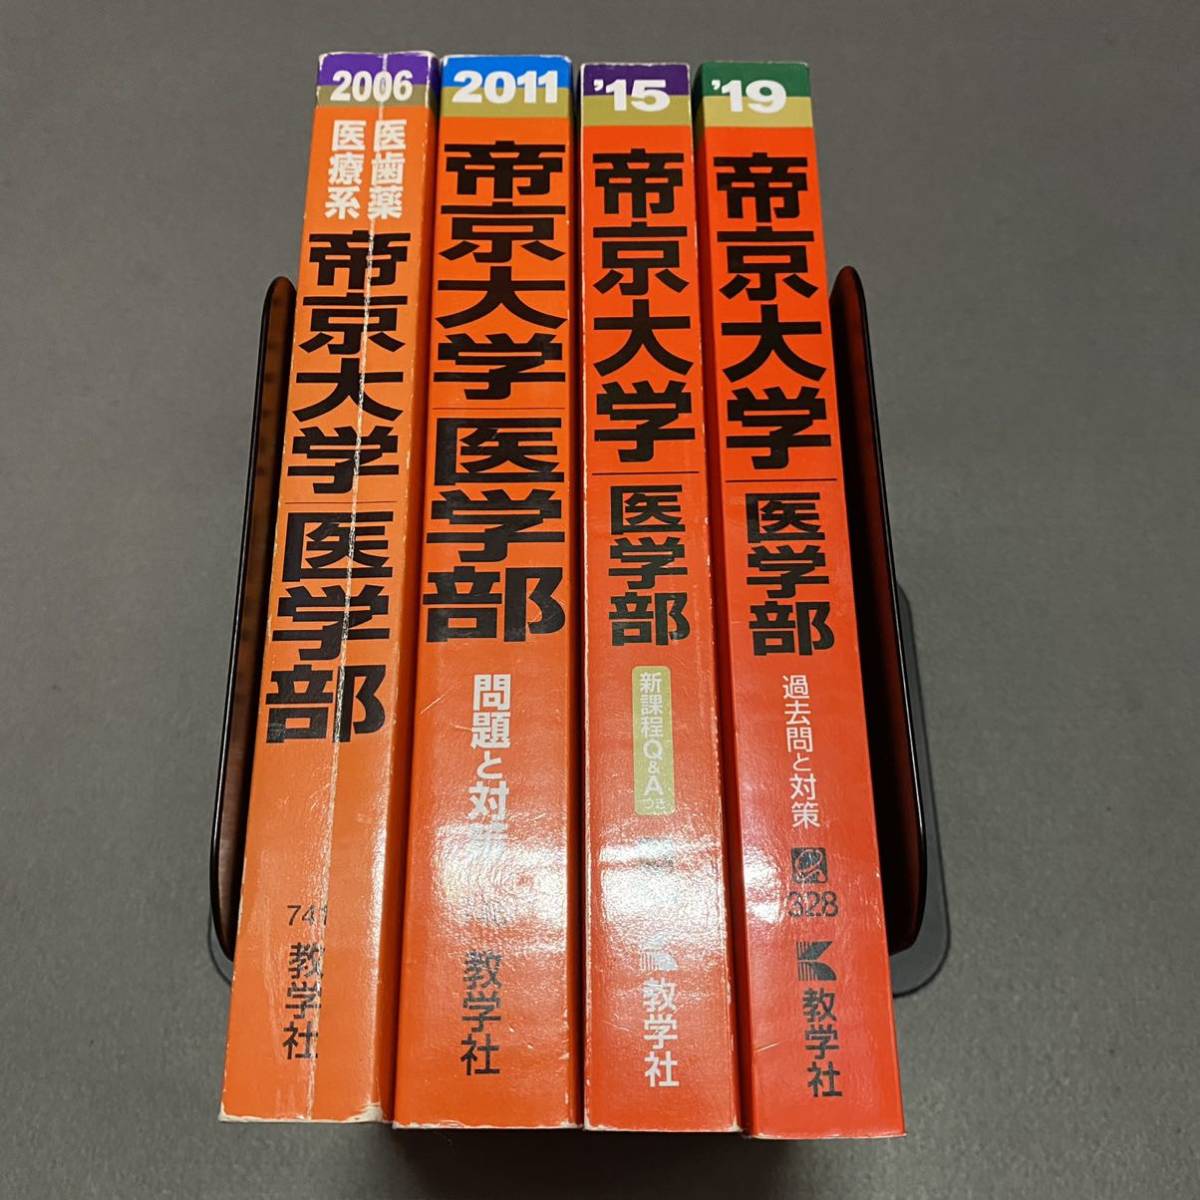 2006
医歯薬
医療系
帝京大学
医学部
741
教学社
2011
帝京大学
医学部
問題と対策
教学社
'15
帝京大学
医学部
新課程Q&A
つき
教学社
'19
帝京大学
医学部
過去問と対策
328
教学社